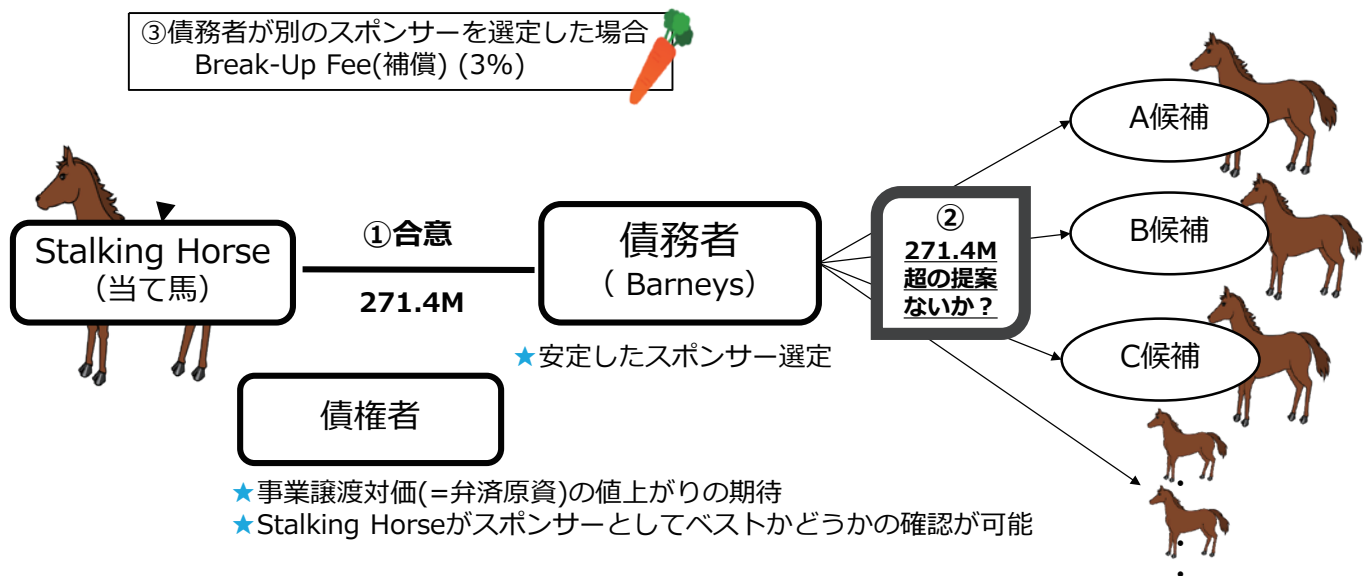 ③債務者が別のスポンサーを選定した場合
Break-Up Fee(補償) (3%)
Stalking Horse
（当て馬）
①合意
271.4M
債務者
（ Barneys）
★安定したスポンサー選定
②
271.4M
超の提案
ないか？
A候補
B候補
C候補
債権者
★事業譲渡対価(=弁済原資)の値上がりの期待
★Stalking Horseがスポンサーとしてベストかどうかの確認が可能